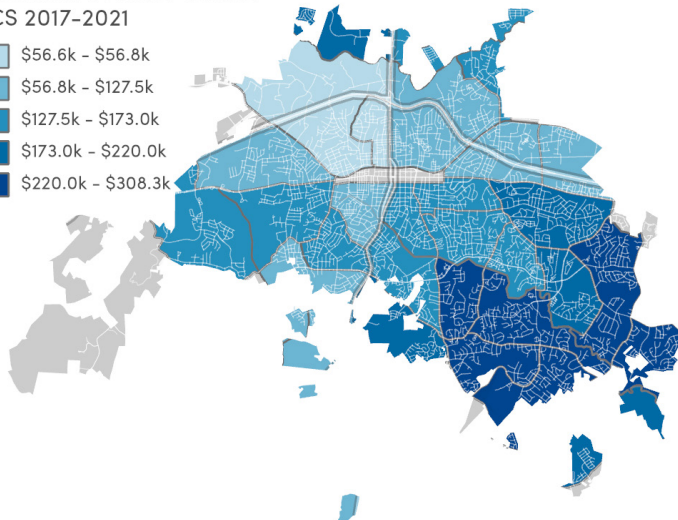 CS 2017-2021
$56.6k - $56.8k
$56.8k - $127.5k
$127.5k - $173.0k
$173.0k - $220.0k
$220.0k - $308.3k